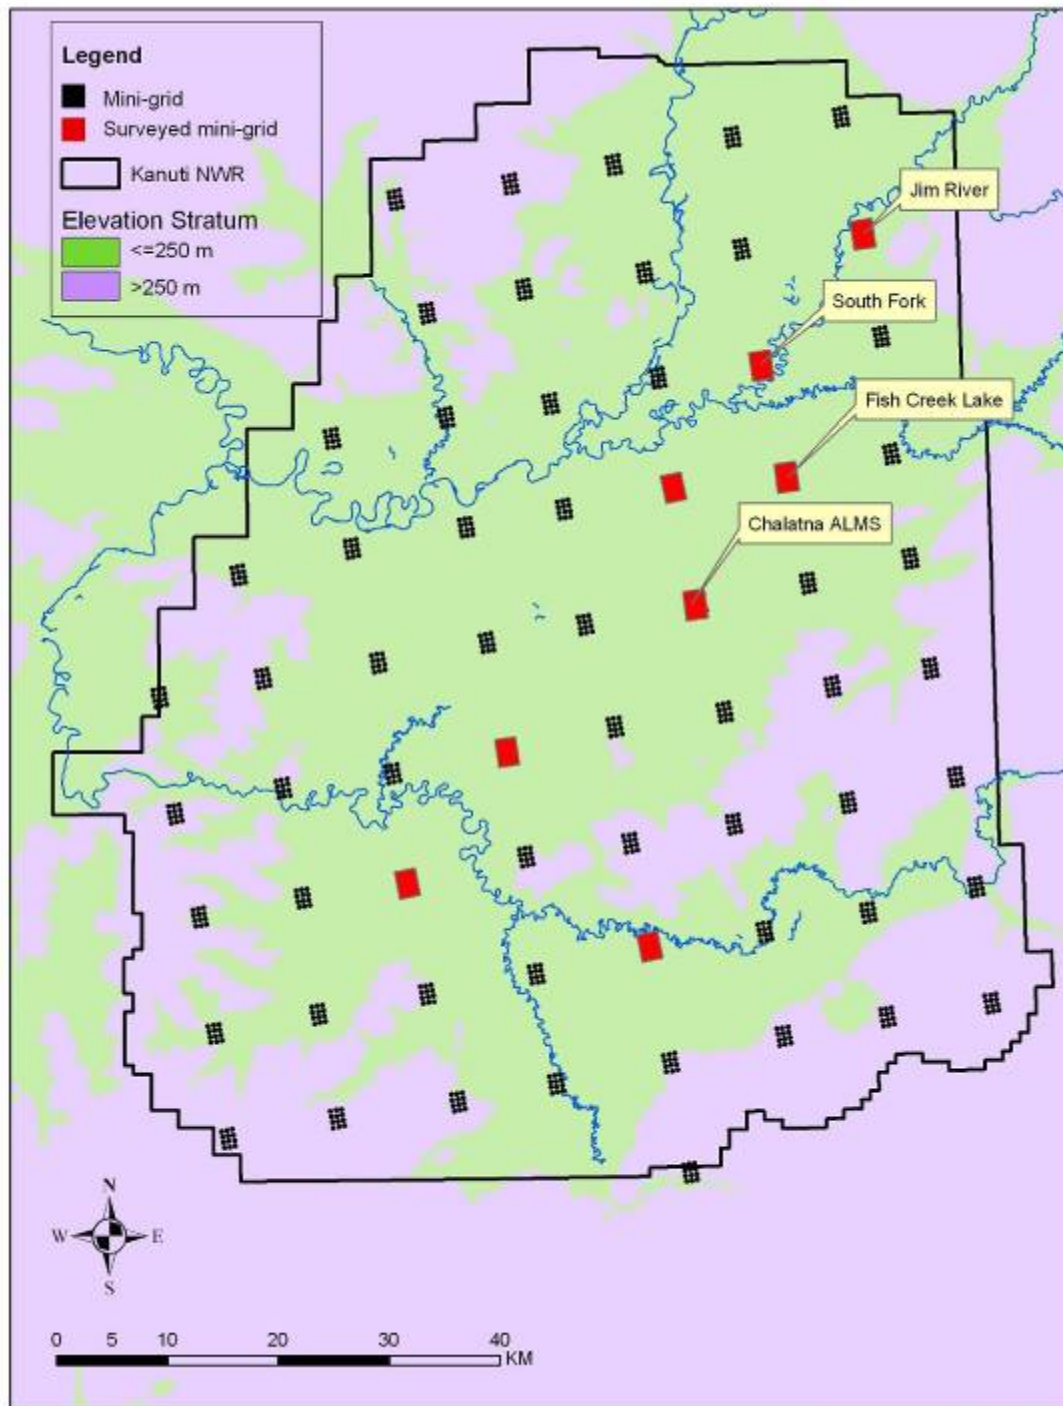 Legend
Mini-grid
Surveyed mini-grid
Kanuti NWR
Elevation Stratum
<=250 m
>250 m
Jim River
South Fork
Fish Creek Lake
Chalatna ALMS
N
W E
S
0 5 10 20 30 40
KM